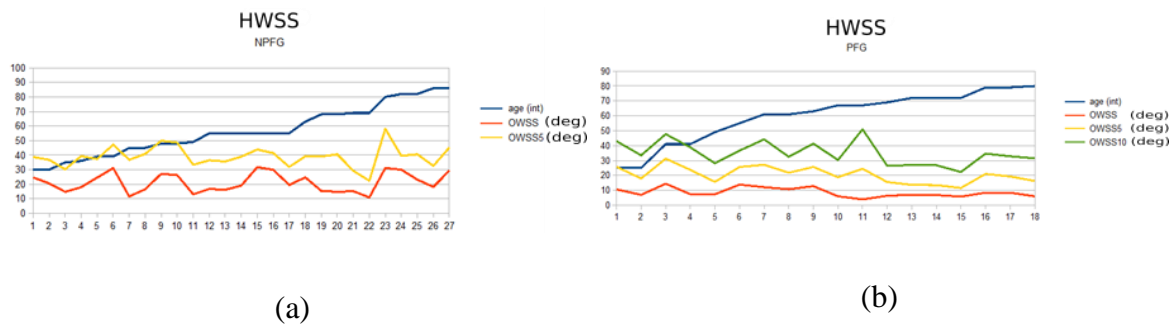 HWSS
NPFG
100
90
80
70
60
50
40
30
20
10
0
1 2 3 4 5 6 7 8 9 10 11 12 13 14 15 16 17 18 19 20 21 22 23 24 25 26 27
age (int)
OWSS (deg)
OWSS5 (deg)
(a)
HWSS
PFG
90
80
70
60
50
40
30
20
10
0
1 2 3 4 5 6 7 8 9 10 11 12 13 14 15 16 17 18
age (int)
OWSS (deg)
OWSS5 (deg)
OWSS10 (deg)
(b)